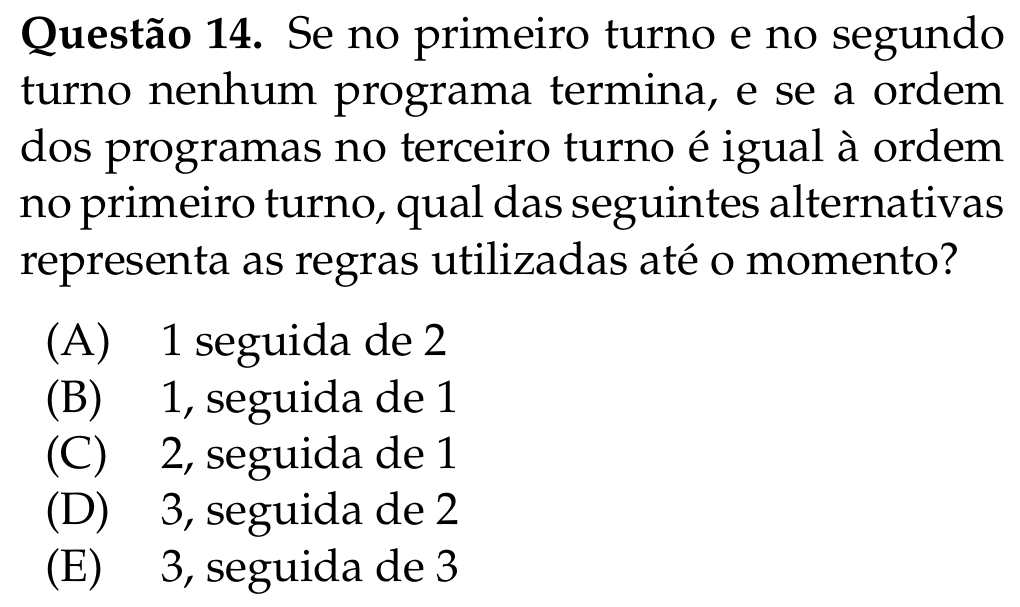 Questão 14. Se no primeiro turno e no segundo
turno nenhum programa termina, e se a ordem
dos programas no terceiro turno é igual à ordem
no primeiro turno, qual das seguintes alternativas
representa as regras utilizadas até o momento?
(A) 1 seguida de 2
(B) 1, seguida de 1
(C) 2, seguida de 1
(D) 3, seguida de 2
(E) 3, seguida de 3